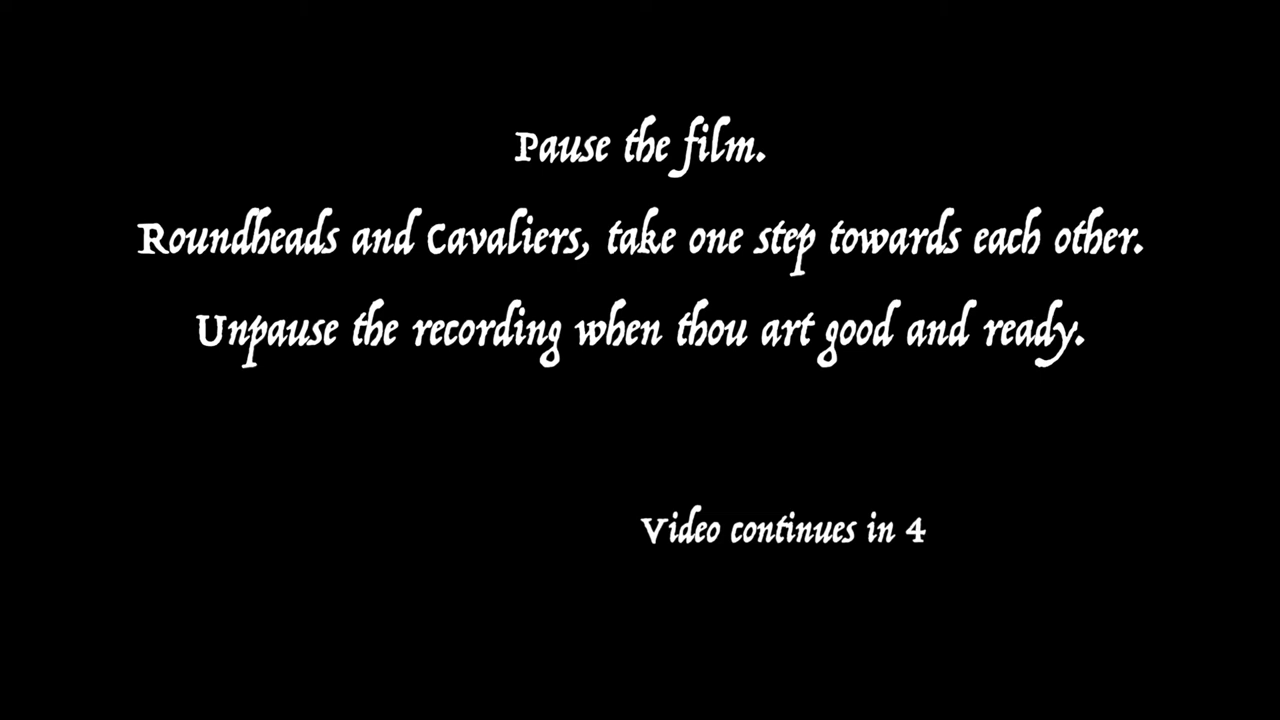 Pause the film.
Roundheads and Cavaliers, take one step towards each other.
Unpause the recording when thou art good and ready.
Video continues in 4